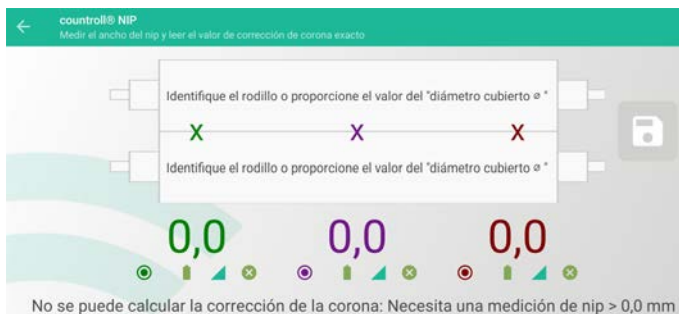 countroll® NIP
Medir el ancho del nip y leer el valor de corrección de corona exacto
Identifique el rodillo o proporcione el valor del "diámetro cubierto ⌀ "
X X X
Identifique el rodillo o proporcione el valor del "diámetro cubierto ⌀ "
0,0 0,0 0,0
No se puede calcular la corrección de la corona: Necesita una medición de nip > 0,0 mm